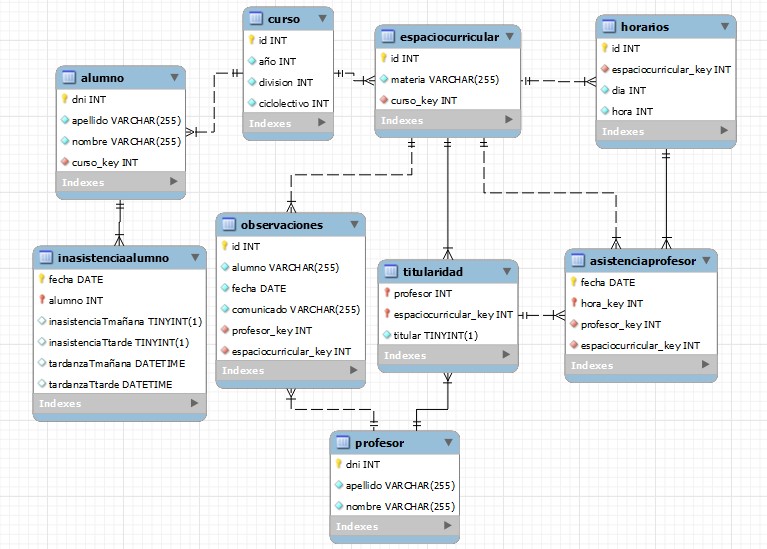 curso
id INT
año INT
division INT
ciclolectivo INT
Indexes
espaciocurricular
id INT
materia VARCHAR(255)
curso_key INT
Indexes
horarios
id INT
espaciocurricular_key INT
dia INT
hora INT
Indexes
alumno
dni INT
apellido VARCHAR(255)
nombre VARCHAR(255)
curso_key INT
Indexes
observaciones
id INT
alumno VARCHAR(255)
fecha DATE
comunicado VARCHAR(255)
profesor_key INT
espaciocurricular_key INT
Indexes
inasistenciaalumno
fecha DATE
alumno INT
inasistenciaTmañana TINYINT(1)
inasistenciaTtarde TINYINT(1)
tardanzaTmañana DATETIME
tardanzaTtarde DATETIME
Indexes
titularidad
profesor INT
espaciocurricular_key INT
titular TINYINT(1)
Indexes
asistenciaprofesor
fecha DATE
hora_key INT
profesor_key INT
espaciocurricular_key INT
Indexes
profesor
dni INT
apellido VARCHAR(255)
nombre VARCHAR(255)
Indexes